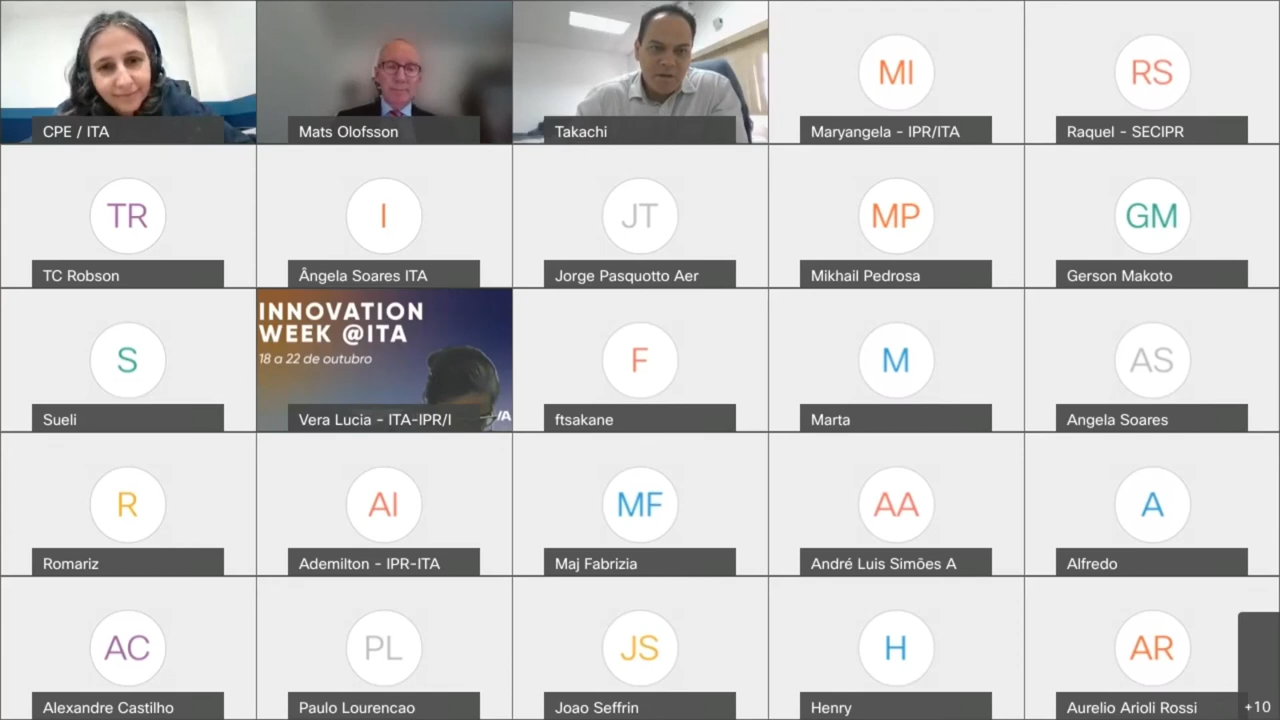 CPE / ITA
Mats Olofsson
Takachi
MI
Maryangela - IPR/ITA
RS
Raquel - SECIPR
TR
TC Robson
I
Ângela Soares ITA
JT
Jorge Pasquotto Aer
MP
Mikhail Pedrosa
GM
Gerson Makoto
S
Sueli
INNOVATION
WEEK @ITA
18 a 22 de outubro
/A
Vera Lucia - ITA-IPR/I
F
ftsakane
M
Marta
AS
Angela Soares
R
Romariz
AI
Ademilton - IPR-ITA
MF
Maj Fabrizia
AA
André Luis Simões A
A
Alfredo
AC
Alexandre Castilho
PL
Paulo Lourencao
JS
Joao Seffrin
H
Henry
AR
Aurelio Arioli Rossi
+10